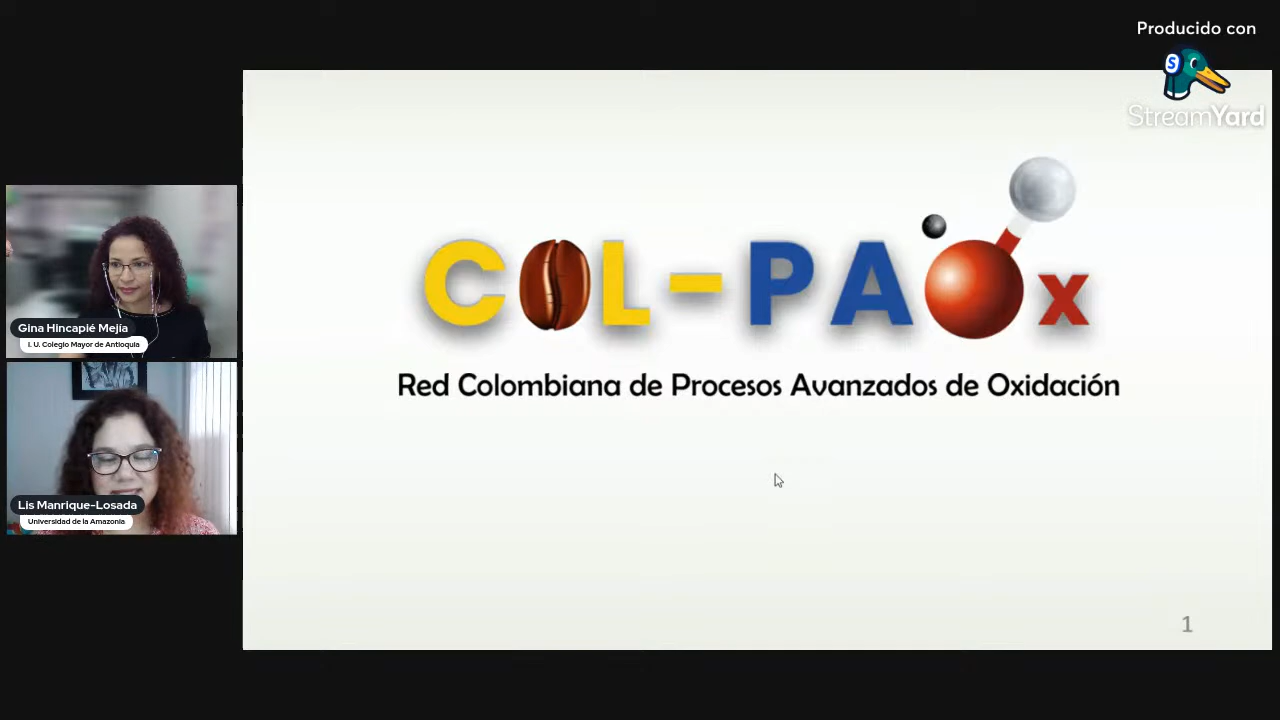 Producido con
StreamYard
COL-PAOx
Red Colombiana de Procesos Avanzados de Oxidación
Gina Hincapié Mejía
I. U. Colegio Mayor de Antioquia
Lis Manrique-Losada
Universidad de la Amazonia
1